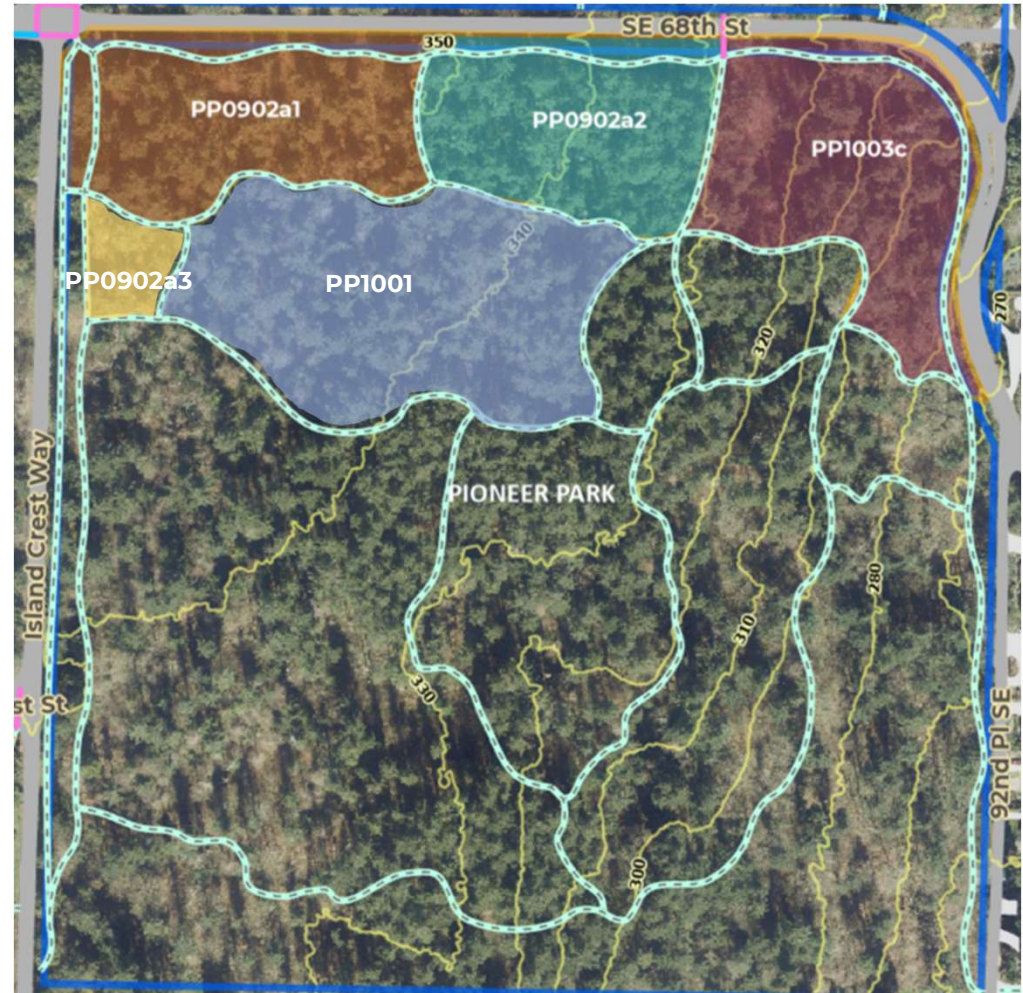 SE 68th St
350
PP0902a1
PP0902a2
PP1003c
340
PP0902a3
PP1001
270
320
Island Crest Way
PIONEER PARK
280
310
330
st St
92nd Pl SE
300